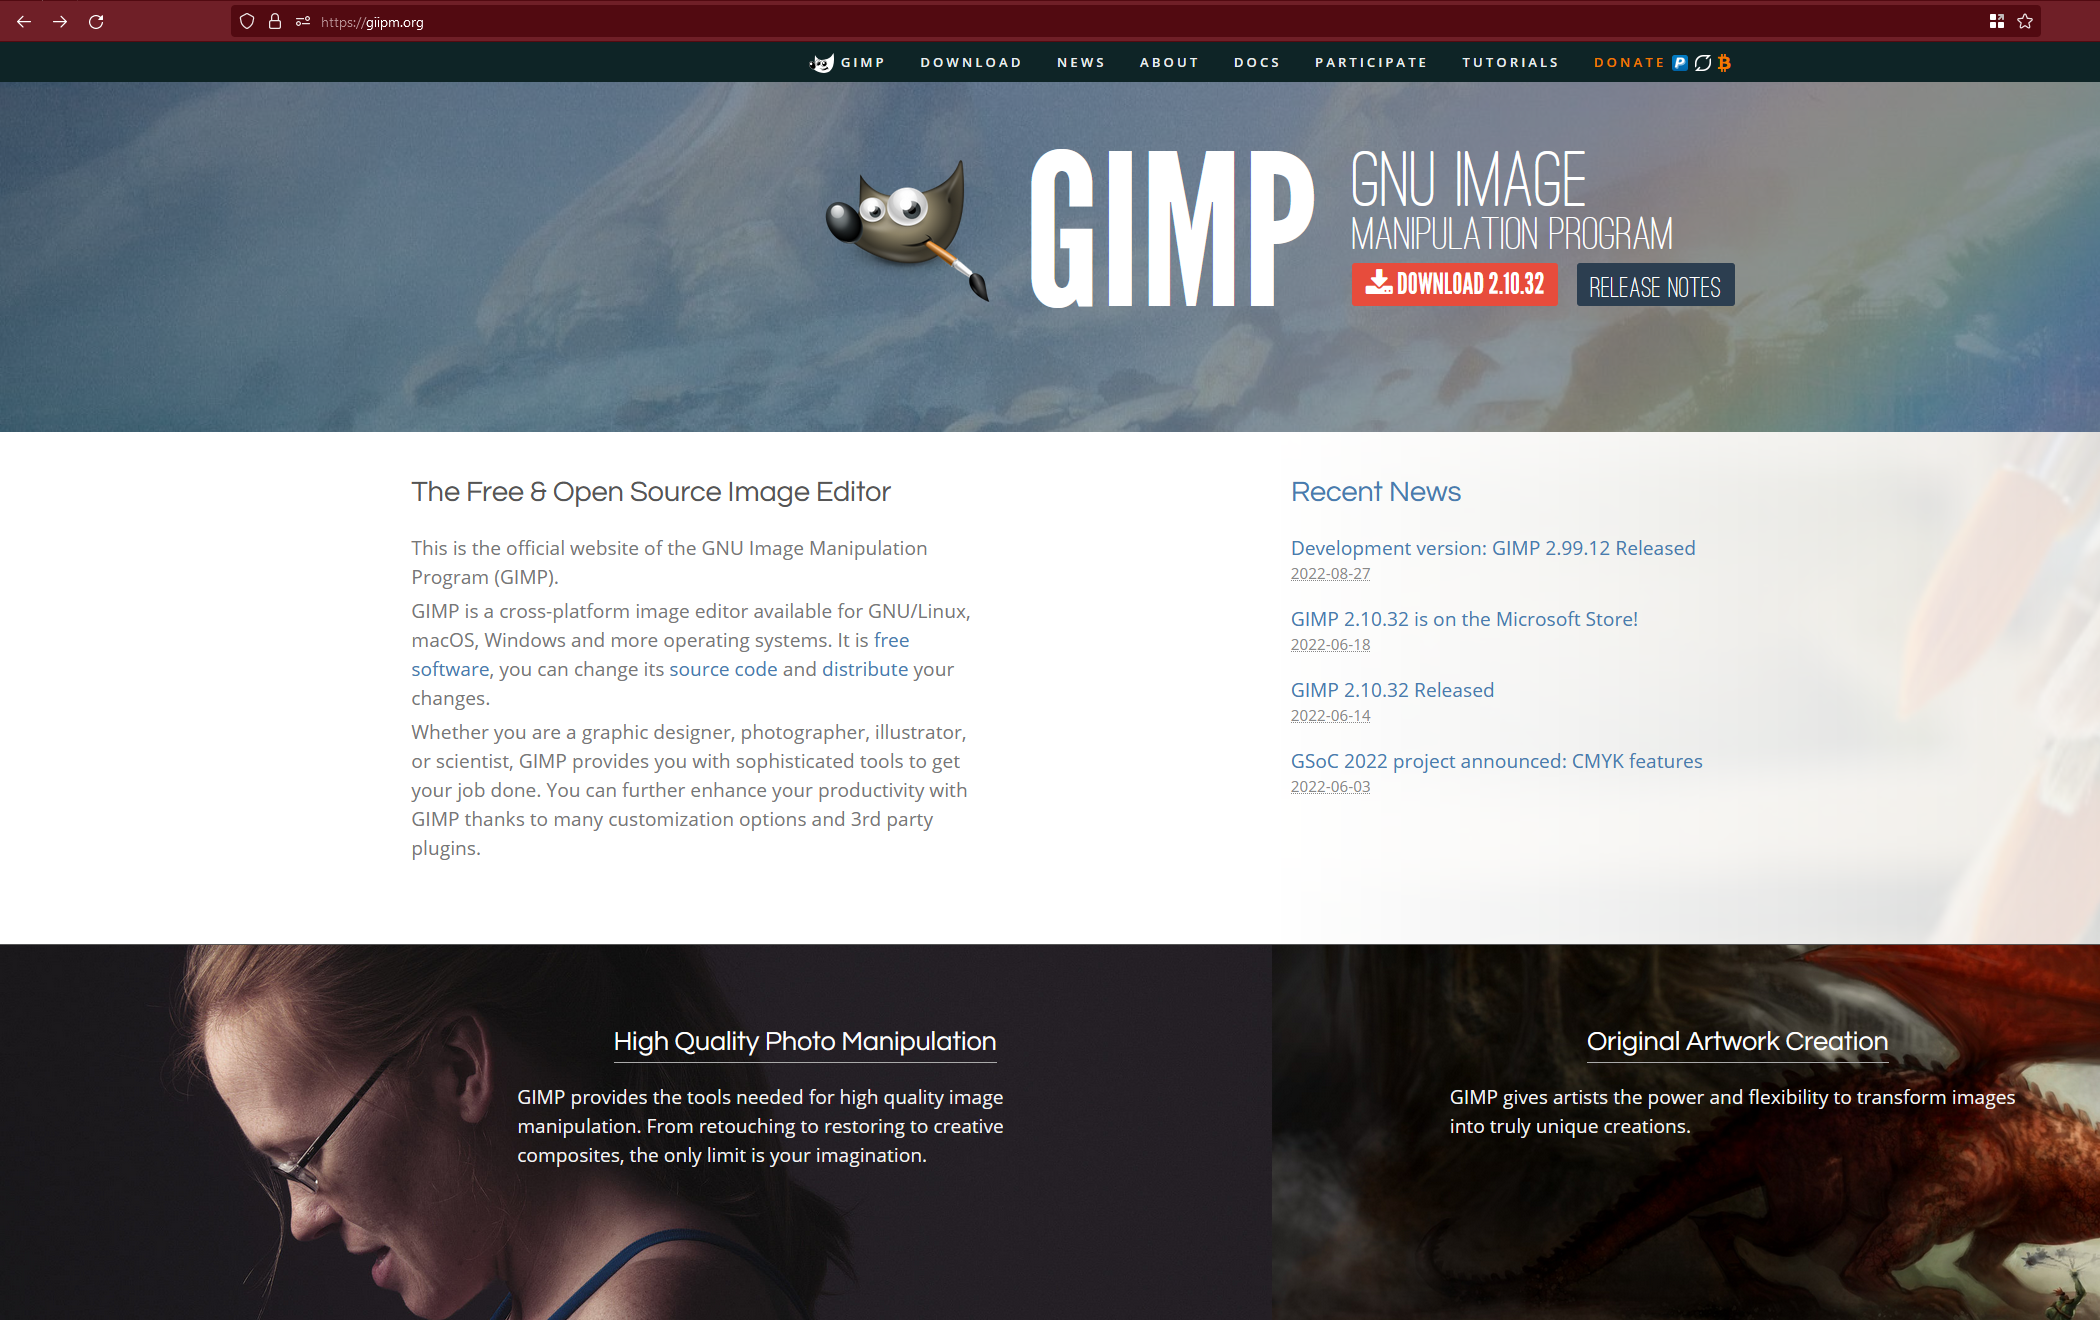 https://giipm.org
GIMP DOWNLOAD NEWS ABOUT DOCS PARTICIPATE TUTORIALS DONATE
GIMP
GNU IMAGE
MANIPULATION PROGRAM
DOWNLOAD 2.10.32
RELEASE NOTES
The Free & Open Source Image Editor
This is the official website of the GNU Image Manipulation
Program (GIMP).
GIMP is a cross-platform image editor available for GNU/Linux,
macOS, Windows and more operating systems. It is free
software, you can change its source code and distribute your
changes.
Whether you are a graphic designer, photographer, illustrator,
or scientist, GIMP provides you with sophisticated tools to get
your job done. You can further enhance your productivity with
GIMP thanks to many customization options and 3rd party
plugins.
Recent News
Development version: GIMP 2.99.12 Released
2022-08-27
GIMP 2.10.32 is on the Microsoft Store!
2022-06-18
GIMP 2.10.32 Released
2022-06-14
GSoC 2022 project announced: CMYK features
2022-06-03
High Quality Photo Manipulation
GIMP provides the tools needed for high quality image
manipulation. From retouching to restoring to creative
composites, the only limit is your imagination.
Original Artwork Creation
GIMP gives artists the power and flexibility to transform images
into truly unique creations.